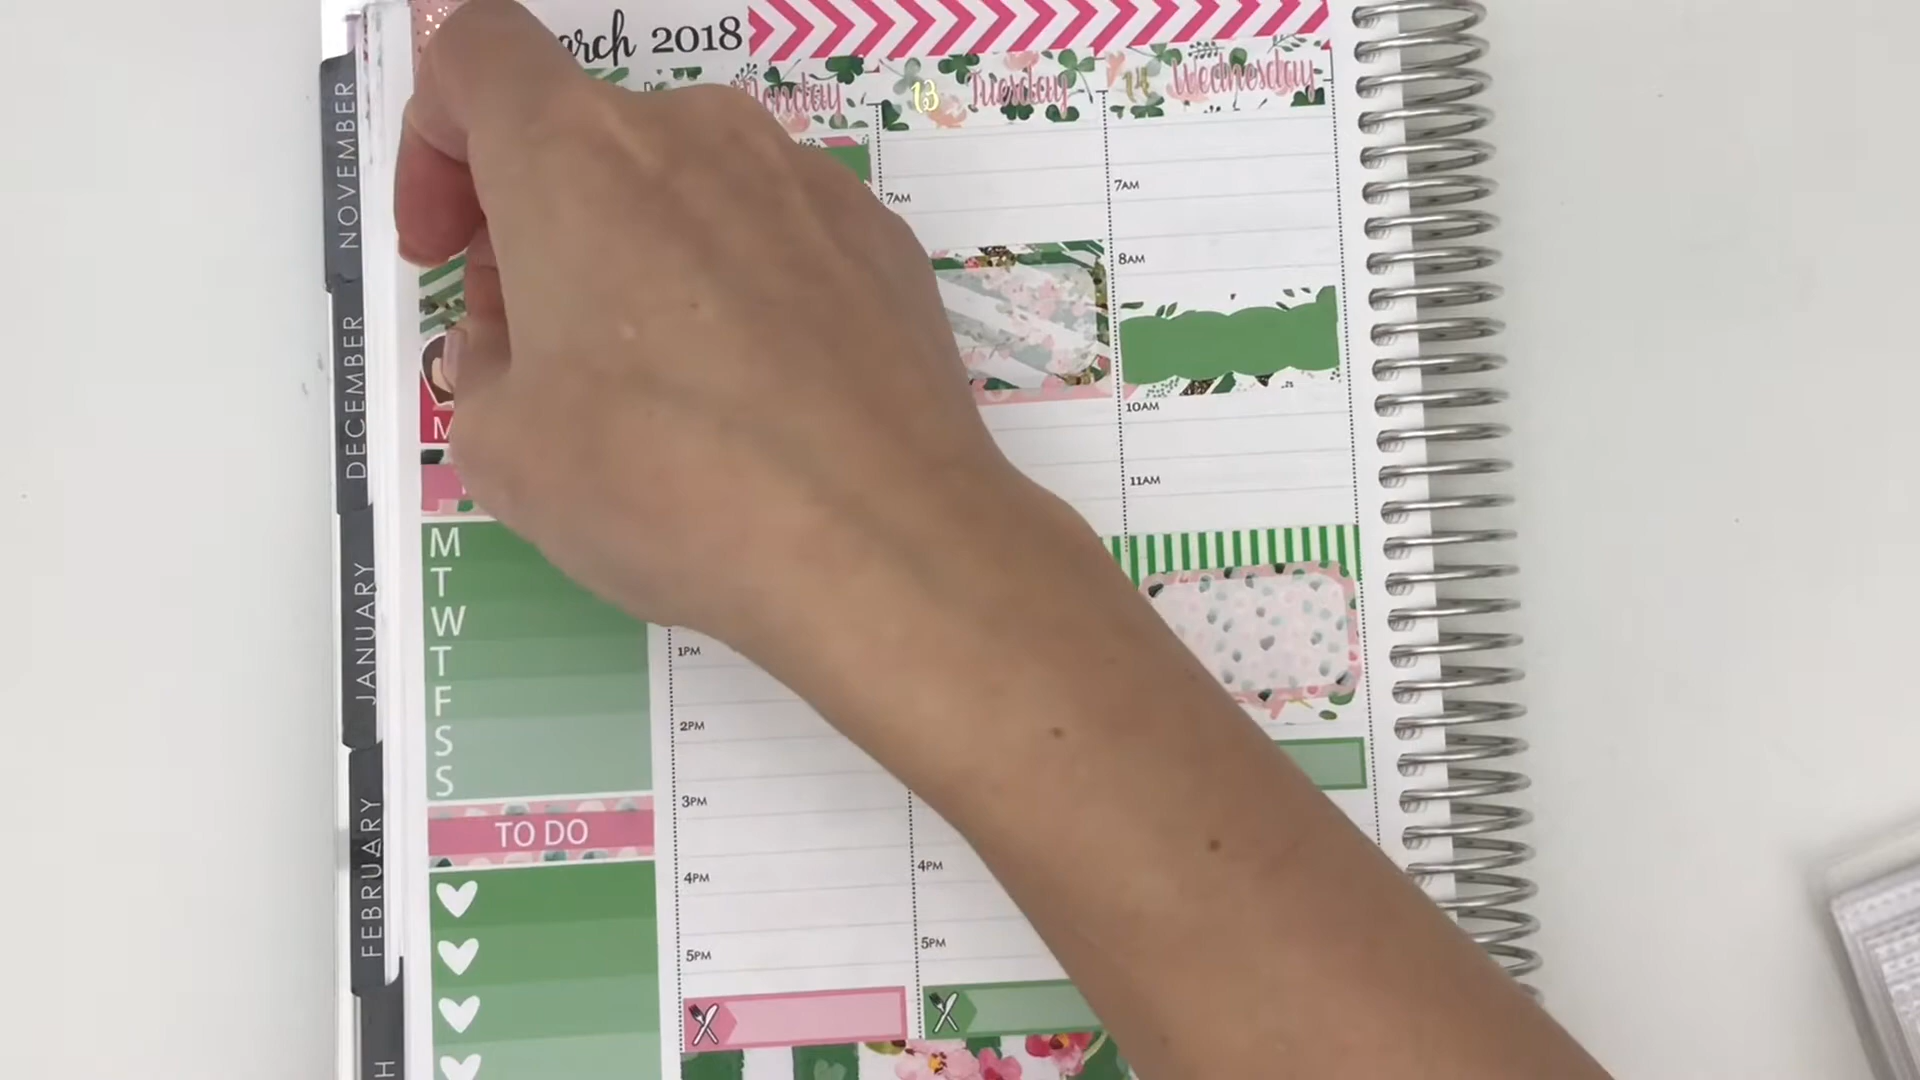 arch 2018
onday
13 Tuesday
14 Wednesday
NOVEMBER
DECEMBER
JANUARY
FEBRUARY
H
7AM
7AM
8AM
10AM
11AM
M
M
T
W
T
F
S
S
TO DO
1PM
2PM
3PM
4PM
5PM
4PM
5PM